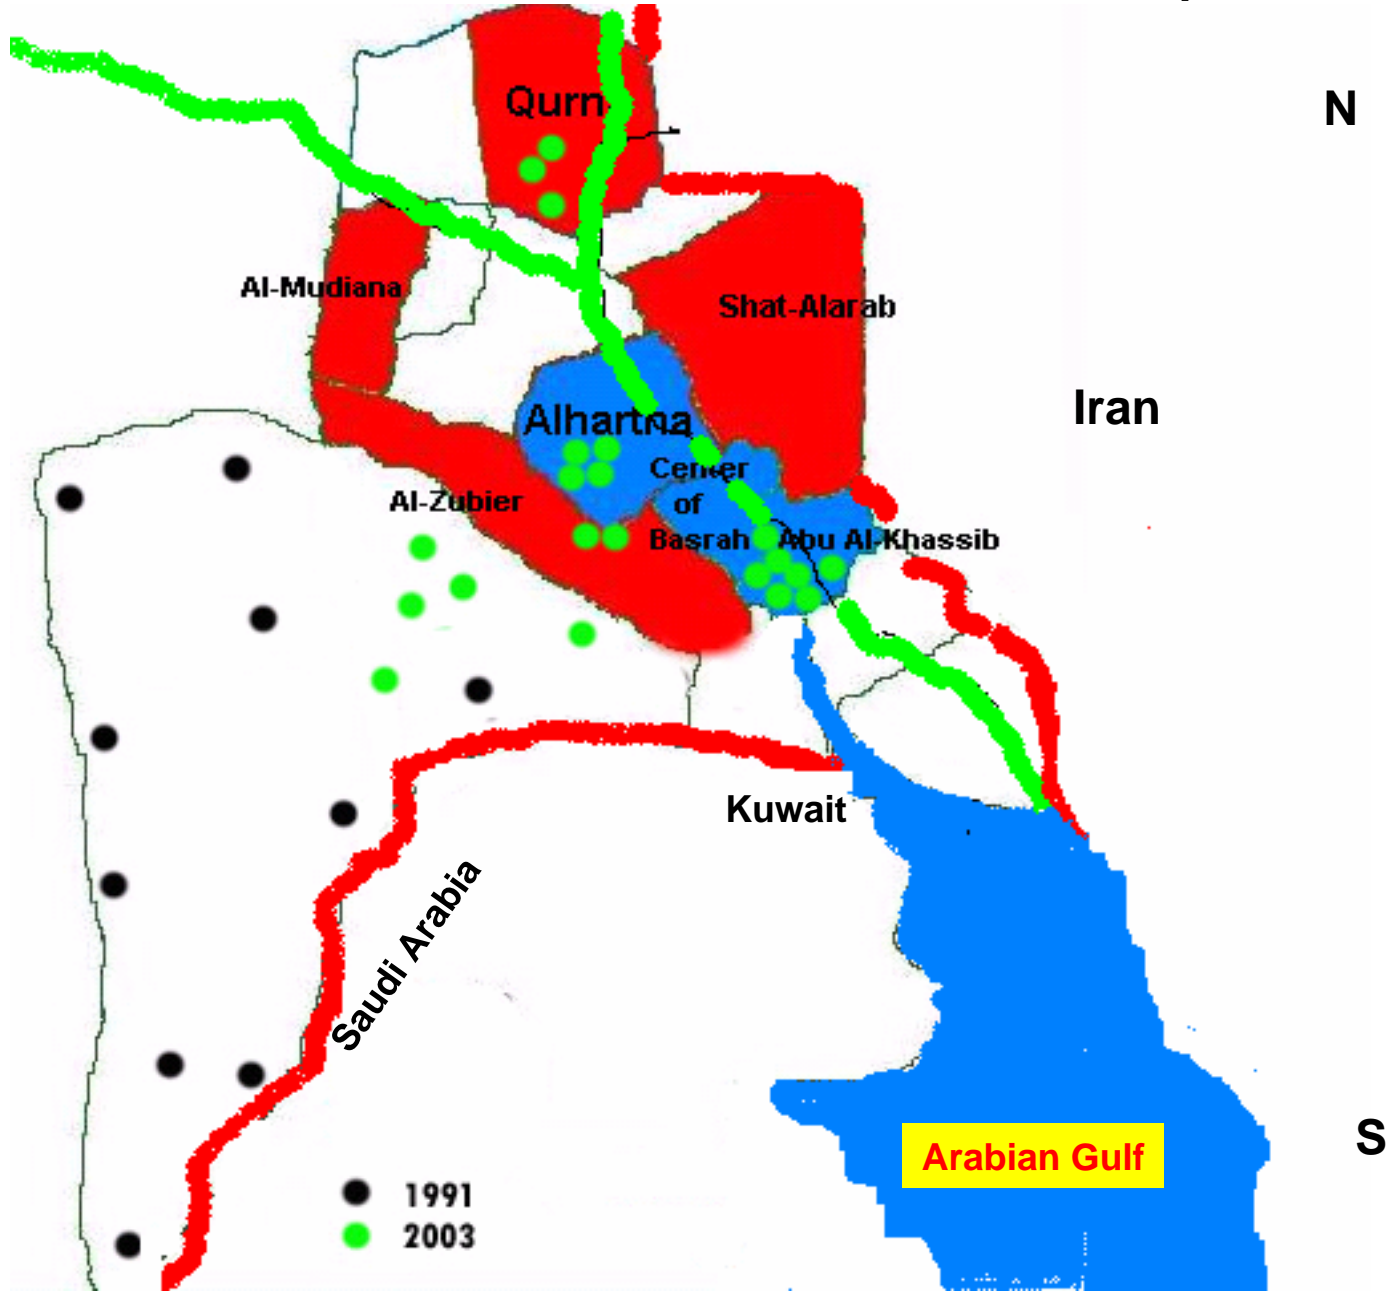 N
Qurn
Al-Mudiana
Shat-Alarab
Iran
Alhartha
Center
of
Basrah
Al-Zubier
Abu Al-Khassib
Kuwait
Saudi Arabia
Arabian Gulf
S
1991
2003